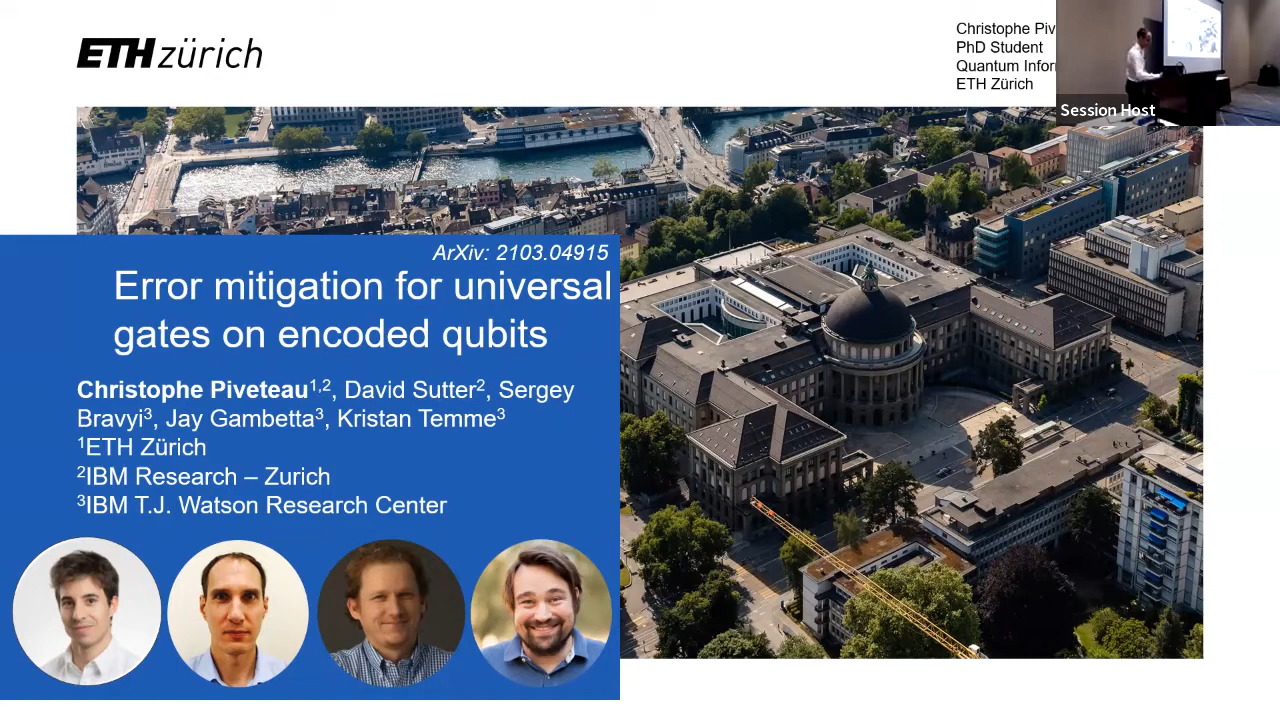 ETH zürich
Christophe Piv
PhD Student
Quantum Infor
ETH Zürich
Session Host
ArXiv: 2103.04915
Error mitigation for universal
gates on encoded qubits
Christophe Piveteau1,2, David Sutter2, Sergey
Bravyi3, Jay Gambetta3, Kristan Temme3
1ETH Zürich
2IBM Research – Zurich
3IBM T.J. Watson Research Center